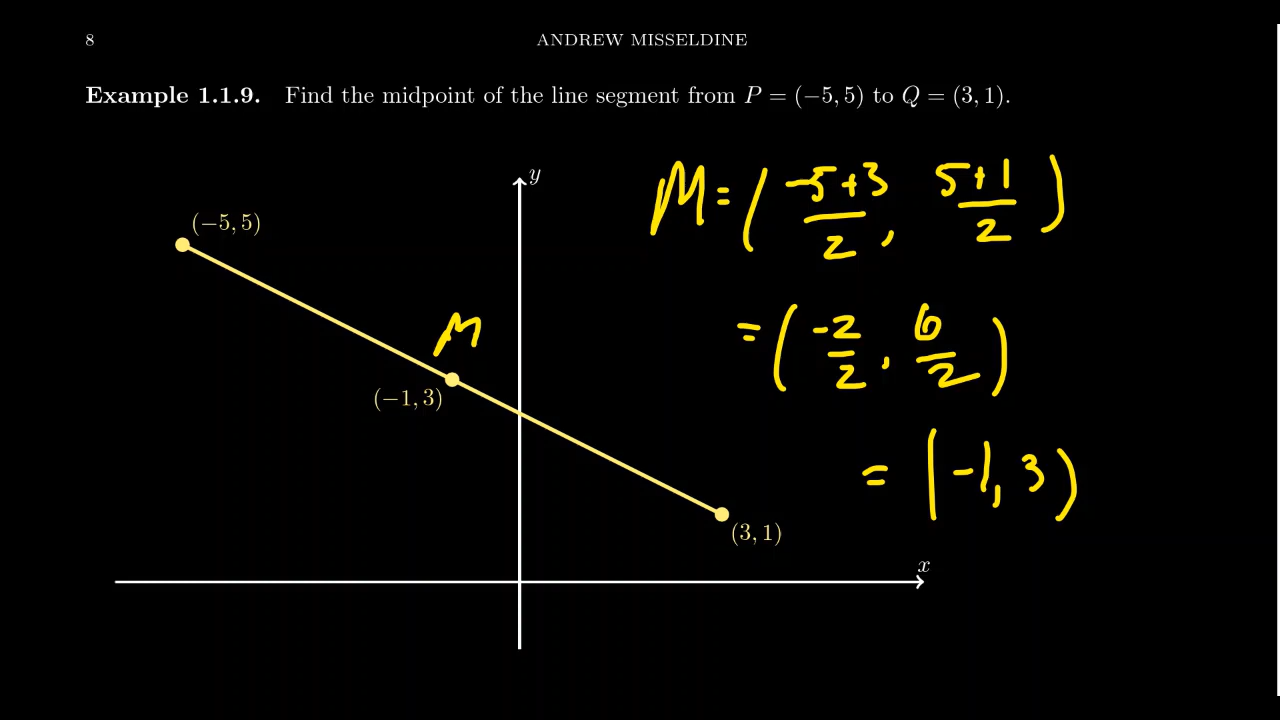 8 ANDREW MISSELDINE
Example 1.1.9. Find the midpoint of the line segment from P = (−5, 5) to Q = (3, 1).
y
(−5, 5)
M = ( -5+3/2 , 5+1/2 )
M
= ( -2/2 , 6/2 )
(−1, 3)
= ( -1, 3 )
(3, 1)
x